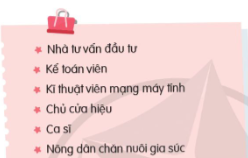 Nhà tư vấn đầu tư
Kế toán viên
Kĩ thuật viên mạng máy tính
Chủ cửa hiệu
Ca sĩ
Nông dân chăn nuôi gia súc